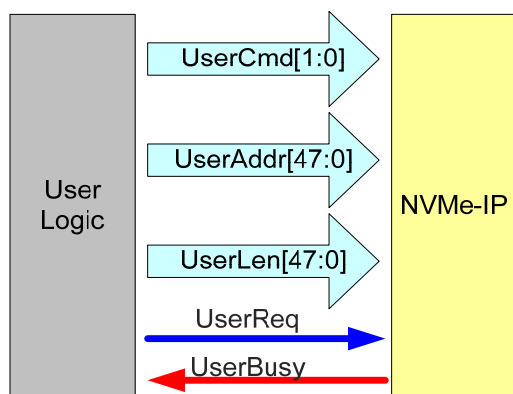 UserCmd[1:0]
UserAddr[47:0]
User
Logic
NVMe-IP
UserLen[47:0]
UserReq
UserBusy